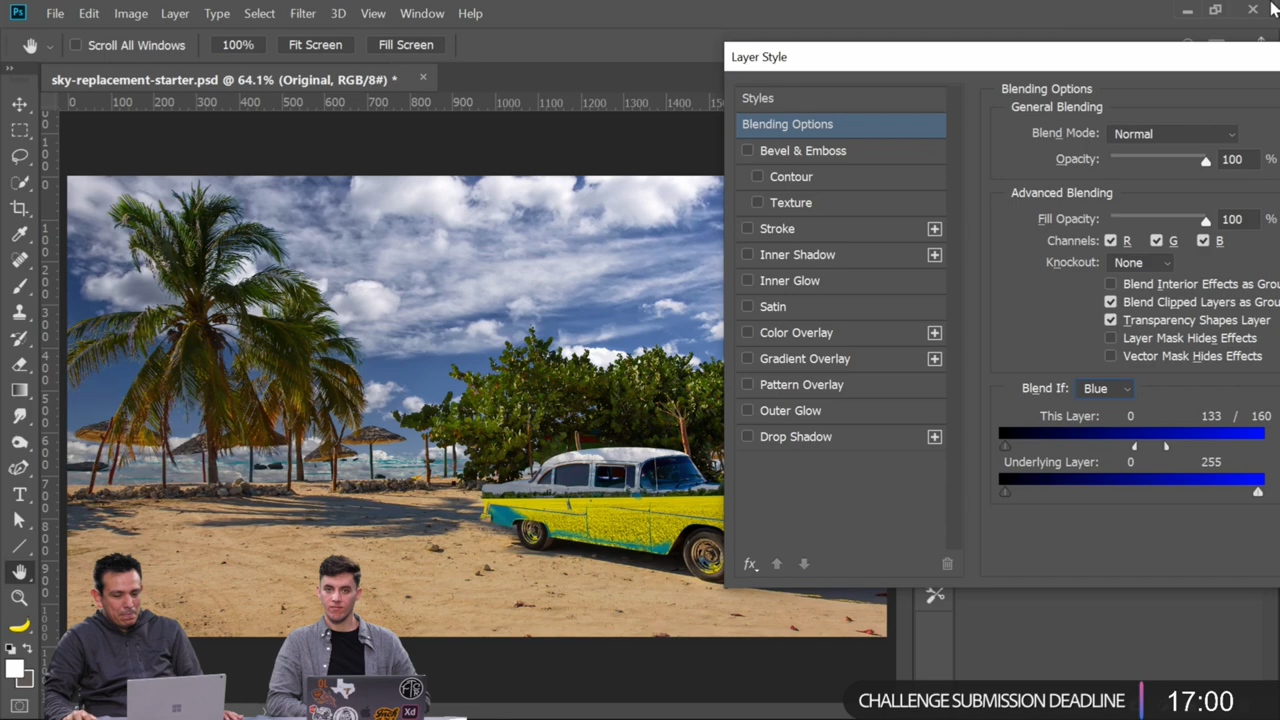 Ps File Edit Image Layer Type Select Filter 3D View Window Help
Scroll All Windows 100% Fit Screen Fill Screen
sky-replacement-starter.psd @ 64.1% (Original, RGB/8#) *
0 100 200 300 400 500 600 700 800 900 1000 1100 1200 1300 1400
Layer Style
Styles
Blending Options
Bevel & Emboss
Contour
Texture
Stroke
Inner Shadow
Inner Glow
Satin
Color Overlay
Gradient Overlay
Pattern Overlay
Outer Glow
Drop Shadow
fx
Blending Options
General Blending
Blend Mode: Normal
Opacity: 100 %
Advanced Blending
Fill Opacity: 100 %
Channels: R G B
Knockout: None
Blend Interior Effects as Grou
Blend Clipped Layers as Grou
Transparency Shapes Layer
Layer Mask Hides Effects
Vector Mask Hides Effects
Blend If: Blue
This Layer: 0 133 / 160
Underlying Layer: 0 255
Xd
CHALLENGE SUBMISSION DEADLINE 17:00